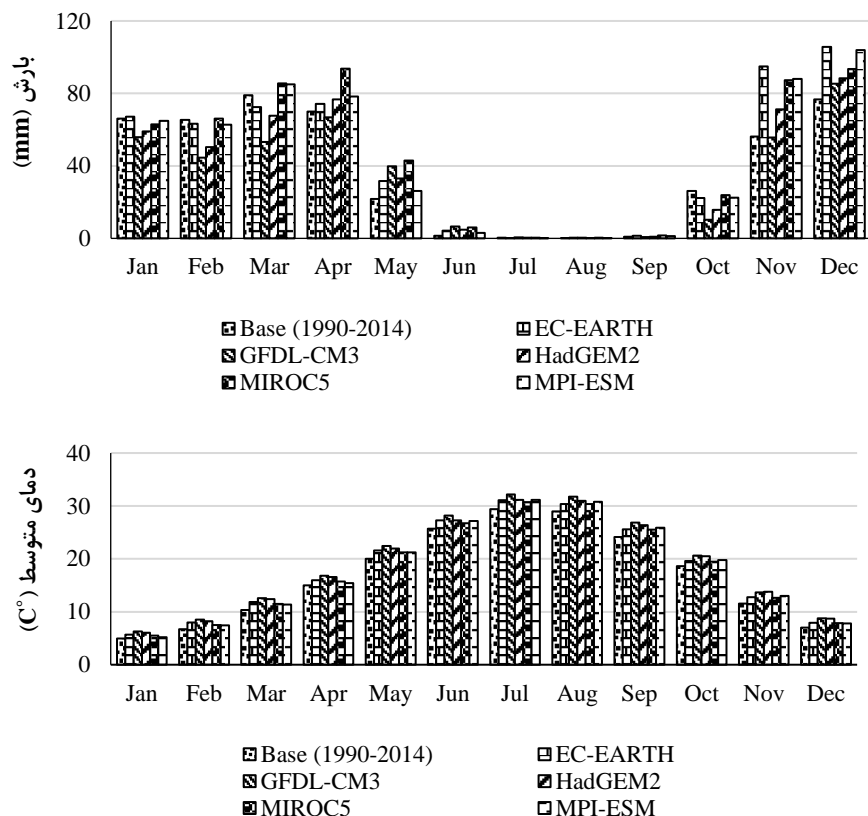 120
80
40
0
بارش (mm)
Jan Feb Mar Apr May Jun Jul Aug Sep Oct Nov Dec
Base (1990-2014) EC-EARTH
GFDL-CM3 HadGEM2
MIROC5 MPI-ESM
40
30
20
10
0
دمای متوسط (C°)
Jan Feb Mar Apr May Jun Jul Aug Sep Oct Nov Dec
Base (1990-2014) EC-EARTH
GFDL-CM3 HadGEM2
MIROC5 MPI-ESM